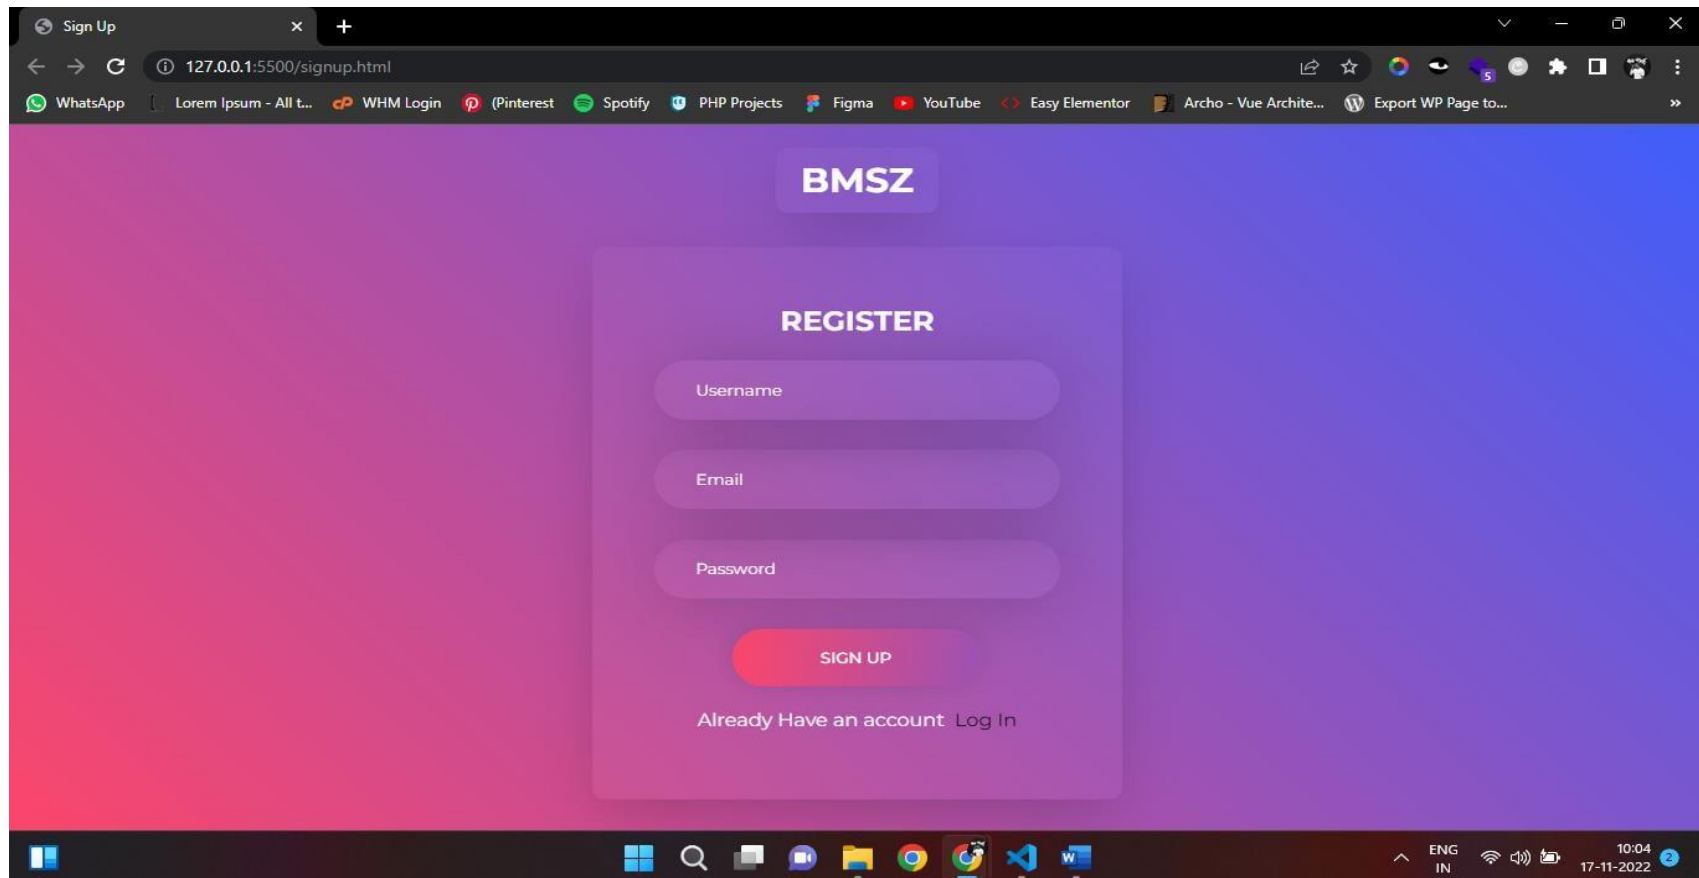 Sign Up
127.0.0.1:5500/signup.html
5
WhatsApp Lorem Ipsum - All t... WHM Login (Pinterest Spotify PHP Projects Figma YouTube Easy Elementor Archo - Vue Archite... Export WP Page to... »
BMSZ
REGISTER
Username
Email
Password
SIGN UP
Already Have an account Log In
ENG
IN
10:04
17-11-2022
2